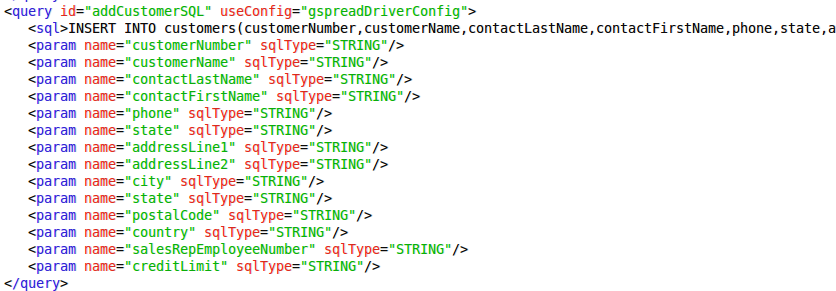 <query id="addCustomerSQL" useConfig="gspreadDriverConfig">
<sql>INSERT INTO customers(customerNumber,customerName,contactLastName,contactFirstName,phone,state,a
<param name="customerNumber" sqlType="STRING"/>
<param name="customerName" sqlType="STRING"/>
<param name="contactLastName" sqlType="STRING"/>
<param name="contactFirstName" sqlType="STRING"/>
<param name="phone" sqlType="STRING"/>
<param name="state" sqlType="STRING"/>
<param name="addressLine1" sqlType="STRING"/>
<param name="addressLine2" sqlType="STRING"/>
<param name="city" sqlType="STRING"/>
<param name="state" sqlType="STRING"/>
<param name="postalCode" sqlType="STRING"/>
<param name="country" sqlType="STRING"/>
<param name="salesRepEmployeeNumber" sqlType="STRING"/>
<param name="creditLimit" sqlType="STRING"/>
</query>